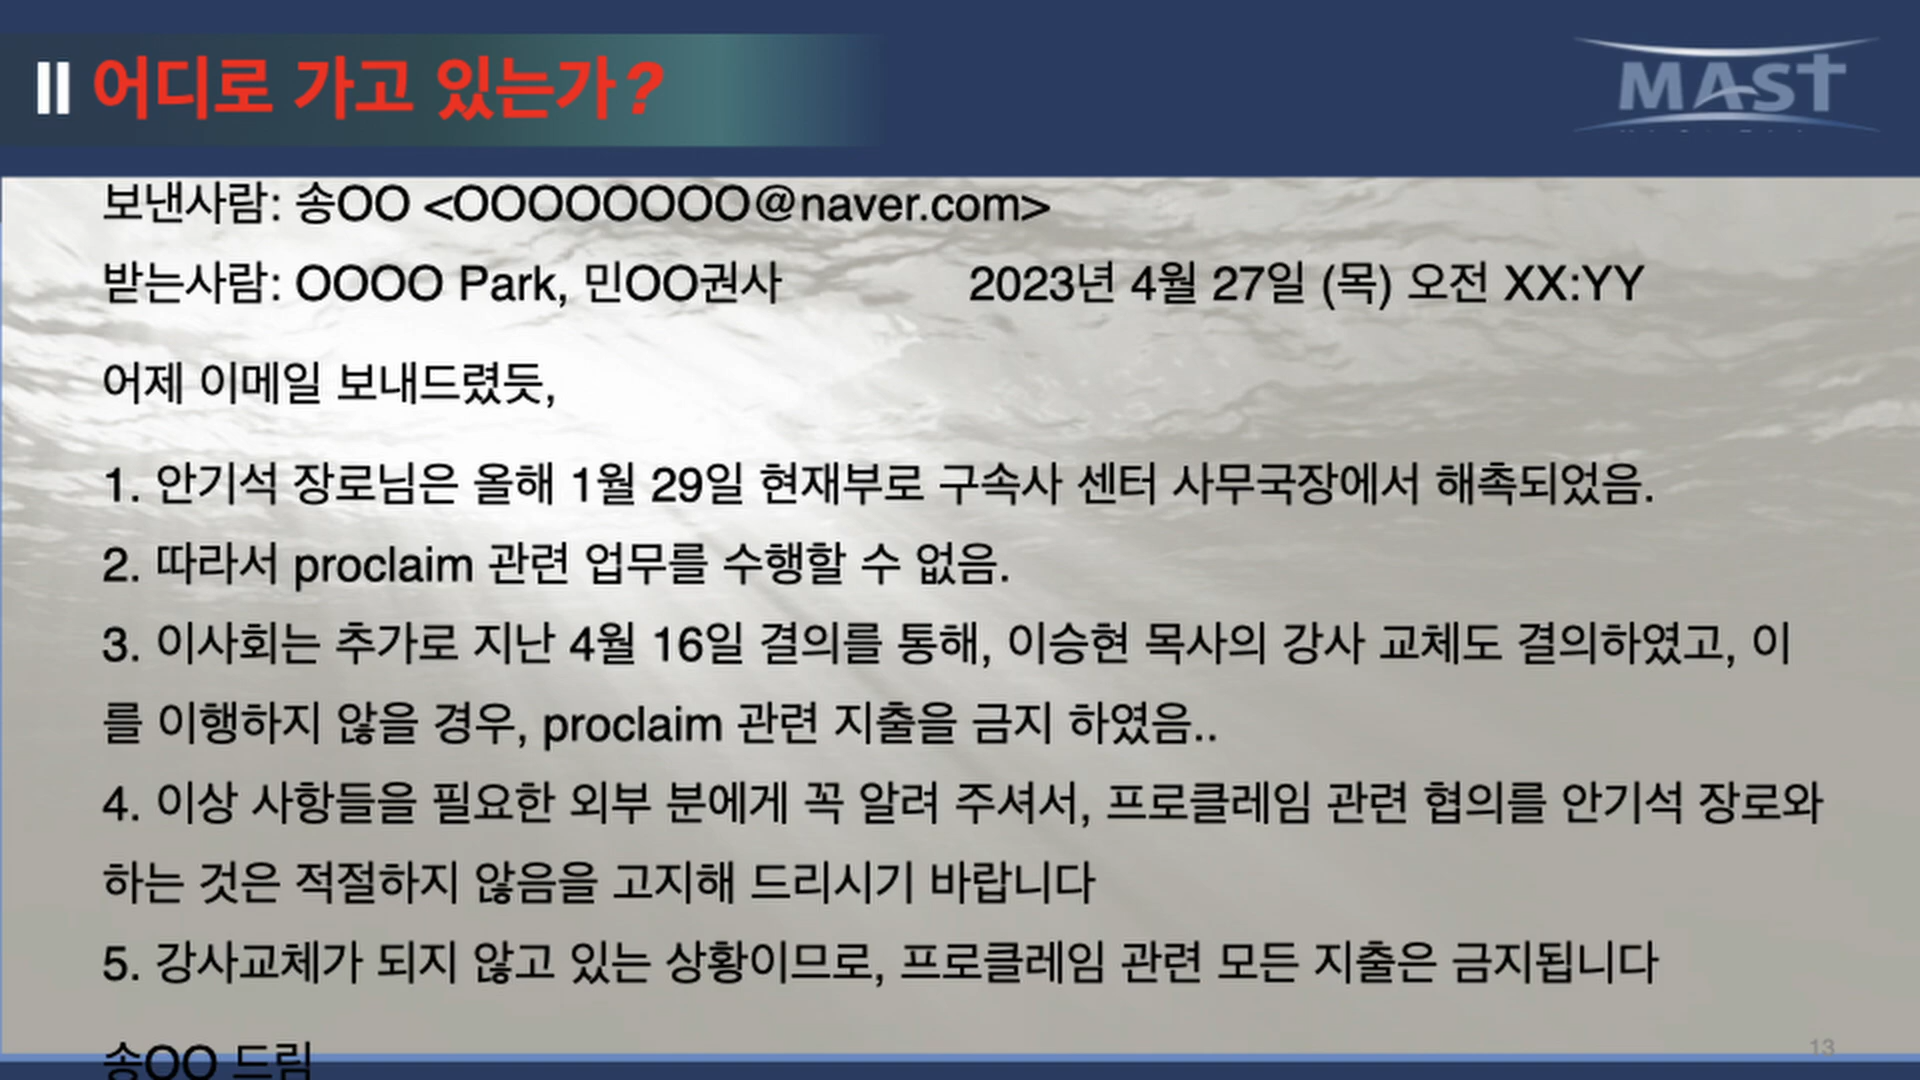 II 어디로 가고 있는가?
MAST
보낸사람: 송OO <OOOOOOOO@naver.com>
받는사람: OOOO Park, 민OO권사 2023년 4월 27일 (목) 오전 XX:YY
어제 이메일 보내드렸듯,
1. 안기석 장로님은 올해 1월 29일 현재부로 구속사 센터 사무국장에서 해촉되었음.
2. 따라서 proclaim 관련 업무를 수행할 수 없음.
3. 이사회는 추가로 지난 4월 16일 결의를 통해, 이승현 목사의 강사 교체도 결의하였고, 이
를 이행하지 않을 경우, proclaim 관련 지출을 금지 하였음..
4. 이상 사항들을 필요한 외부 분에게 꼭 알려 주셔서, 프로클레임 관련 협의를 안기석 장로와
하는 것은 적절하지 않음을 고지해 드리시기 바랍니다
5. 강사교체가 되지 않고 있는 상황이므로, 프로클레임 관련 모든 지출은 금지됩니다
송OO 드림
13